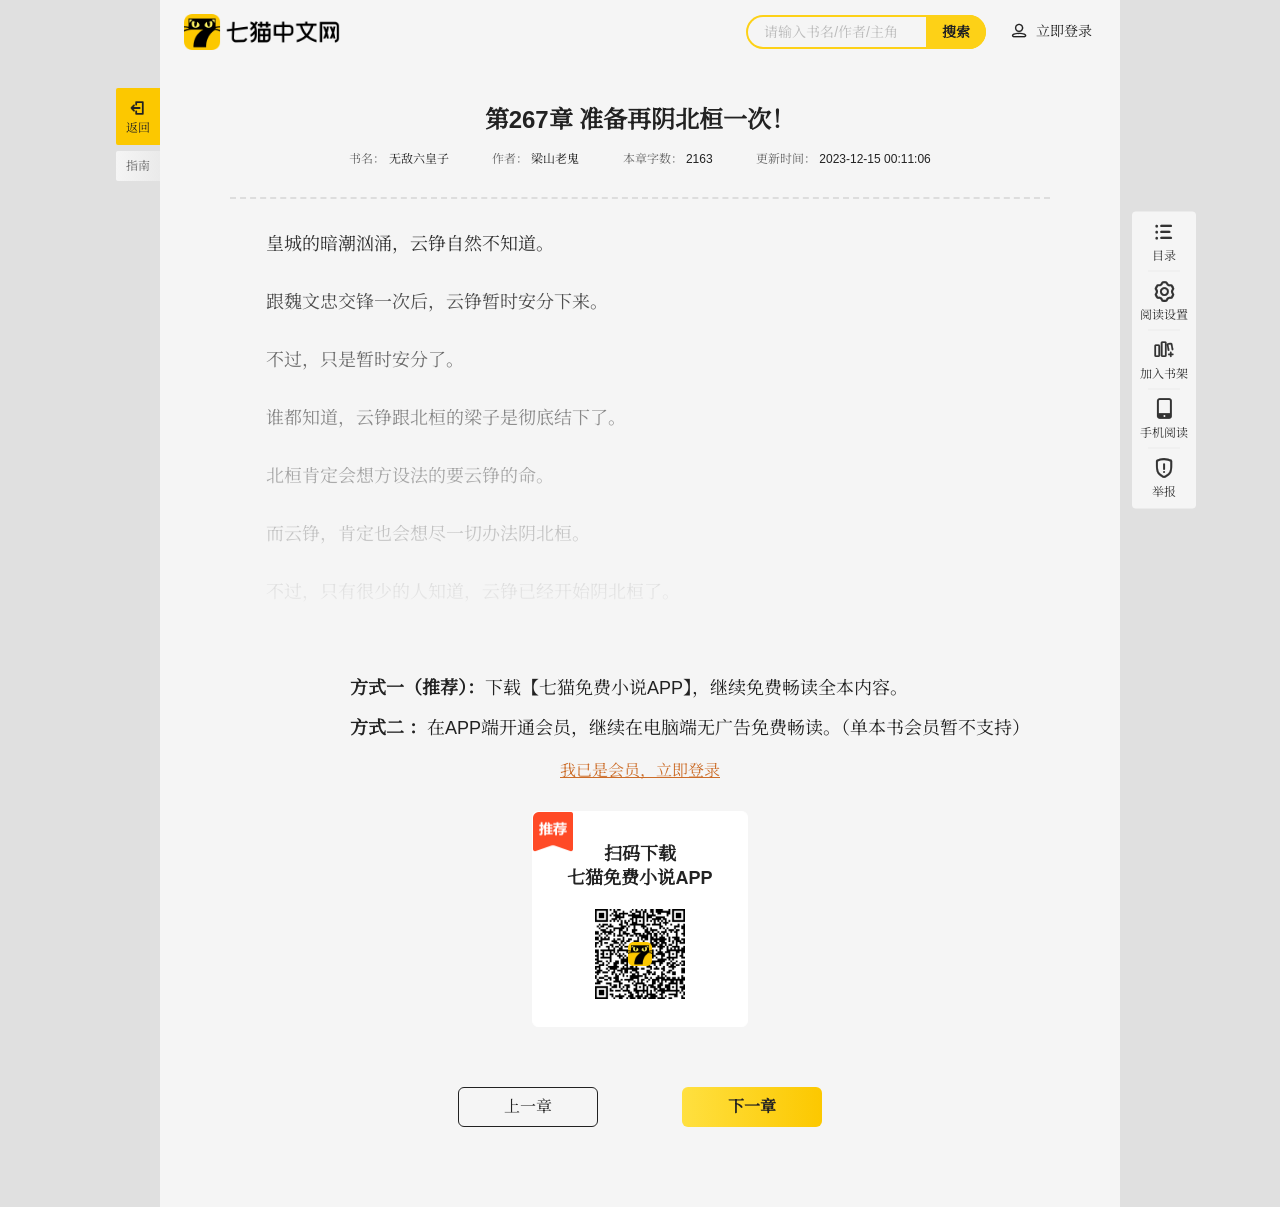 七猫中文网
请输入书名/作者/主角
搜索
立即登录
返回
指南
第267章 准备再阴北桓一次！
书名： 无敌六皇子 作者： 梁山老鬼 本章字数： 2163 更新时间： 2023-12-15 00:11:06
皇城的暗潮汹涌，云铮自然不知道。
跟魏文忠交锋一次后，云铮暂时安分下来。
不过，只是暂时安分了。
谁都知道，云铮跟北桓的梁子是彻底结下了。
北桓肯定会想方设法的要云铮的命。
而云铮，肯定也会想尽一切办法阴北桓。
不过，只有很少的人知道，云铮已经开始阴北桓了。
目录
阅读设置
加入书架
手机阅读
举报
方式一（推荐）：下载【七猫免费小说APP】，继续免费畅读全本内容。
方式二 ：在APP端开通会员，继续在电脑端无广告免费畅读。（单本书会员暂不支持）
我已是会员，立即登录
推荐
扫码下载
七猫免费小说APP
上一章
下一章